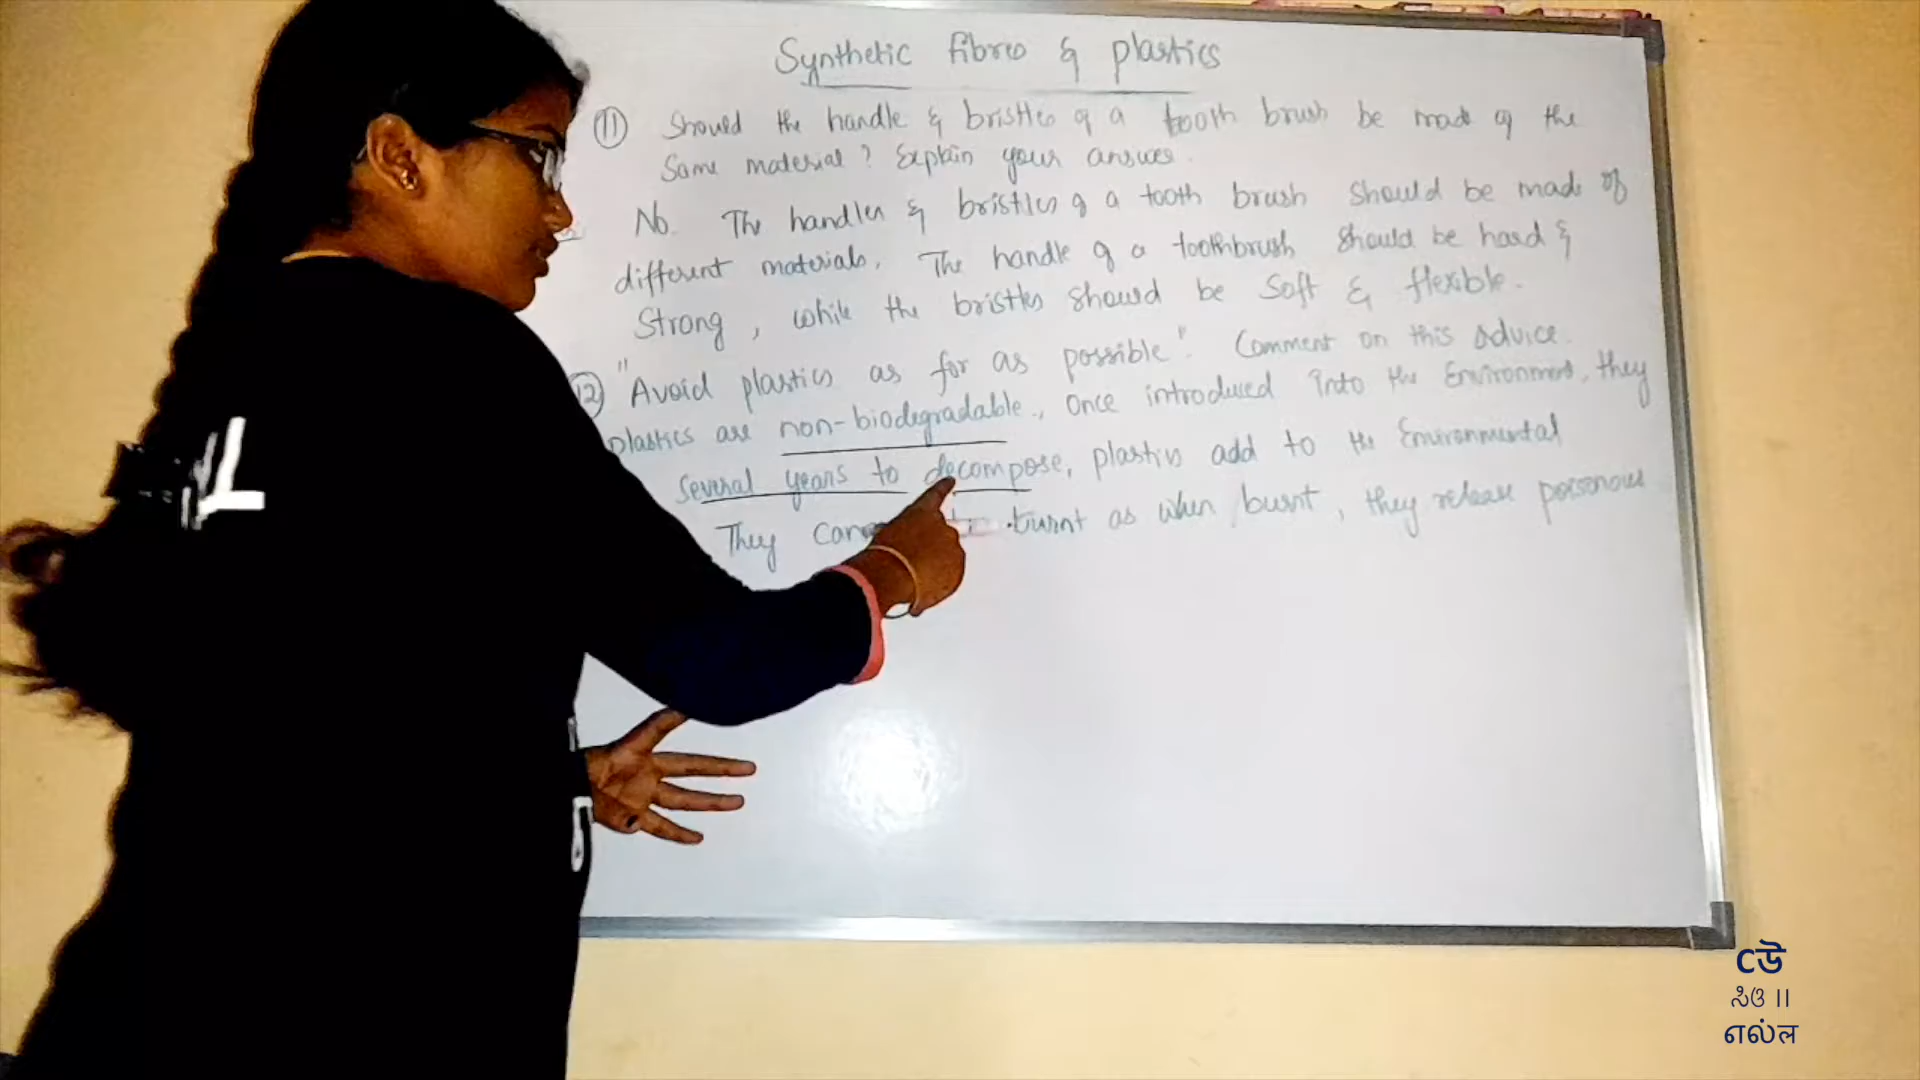 Synthetic fibres & plastics
(11) Should the handle & bristles of a tooth brush be made of the
Same material? Explain your answer.
No. The handles & bristles of a tooth brush should be made of
different materials. The handle of a toothbrush should be hard &
Strong, while the bristles should be soft & flexible.
(12) "Avoid plastics as far as possible". Comment on this advice.
plastics are non-biodegradable., Once introduced into the Environment, they
Several years to decompose, plastics add to the Environmental
They burnt as when burnt, they release poisonous
Cউ
ಸಿଓ ॥
எல்ல